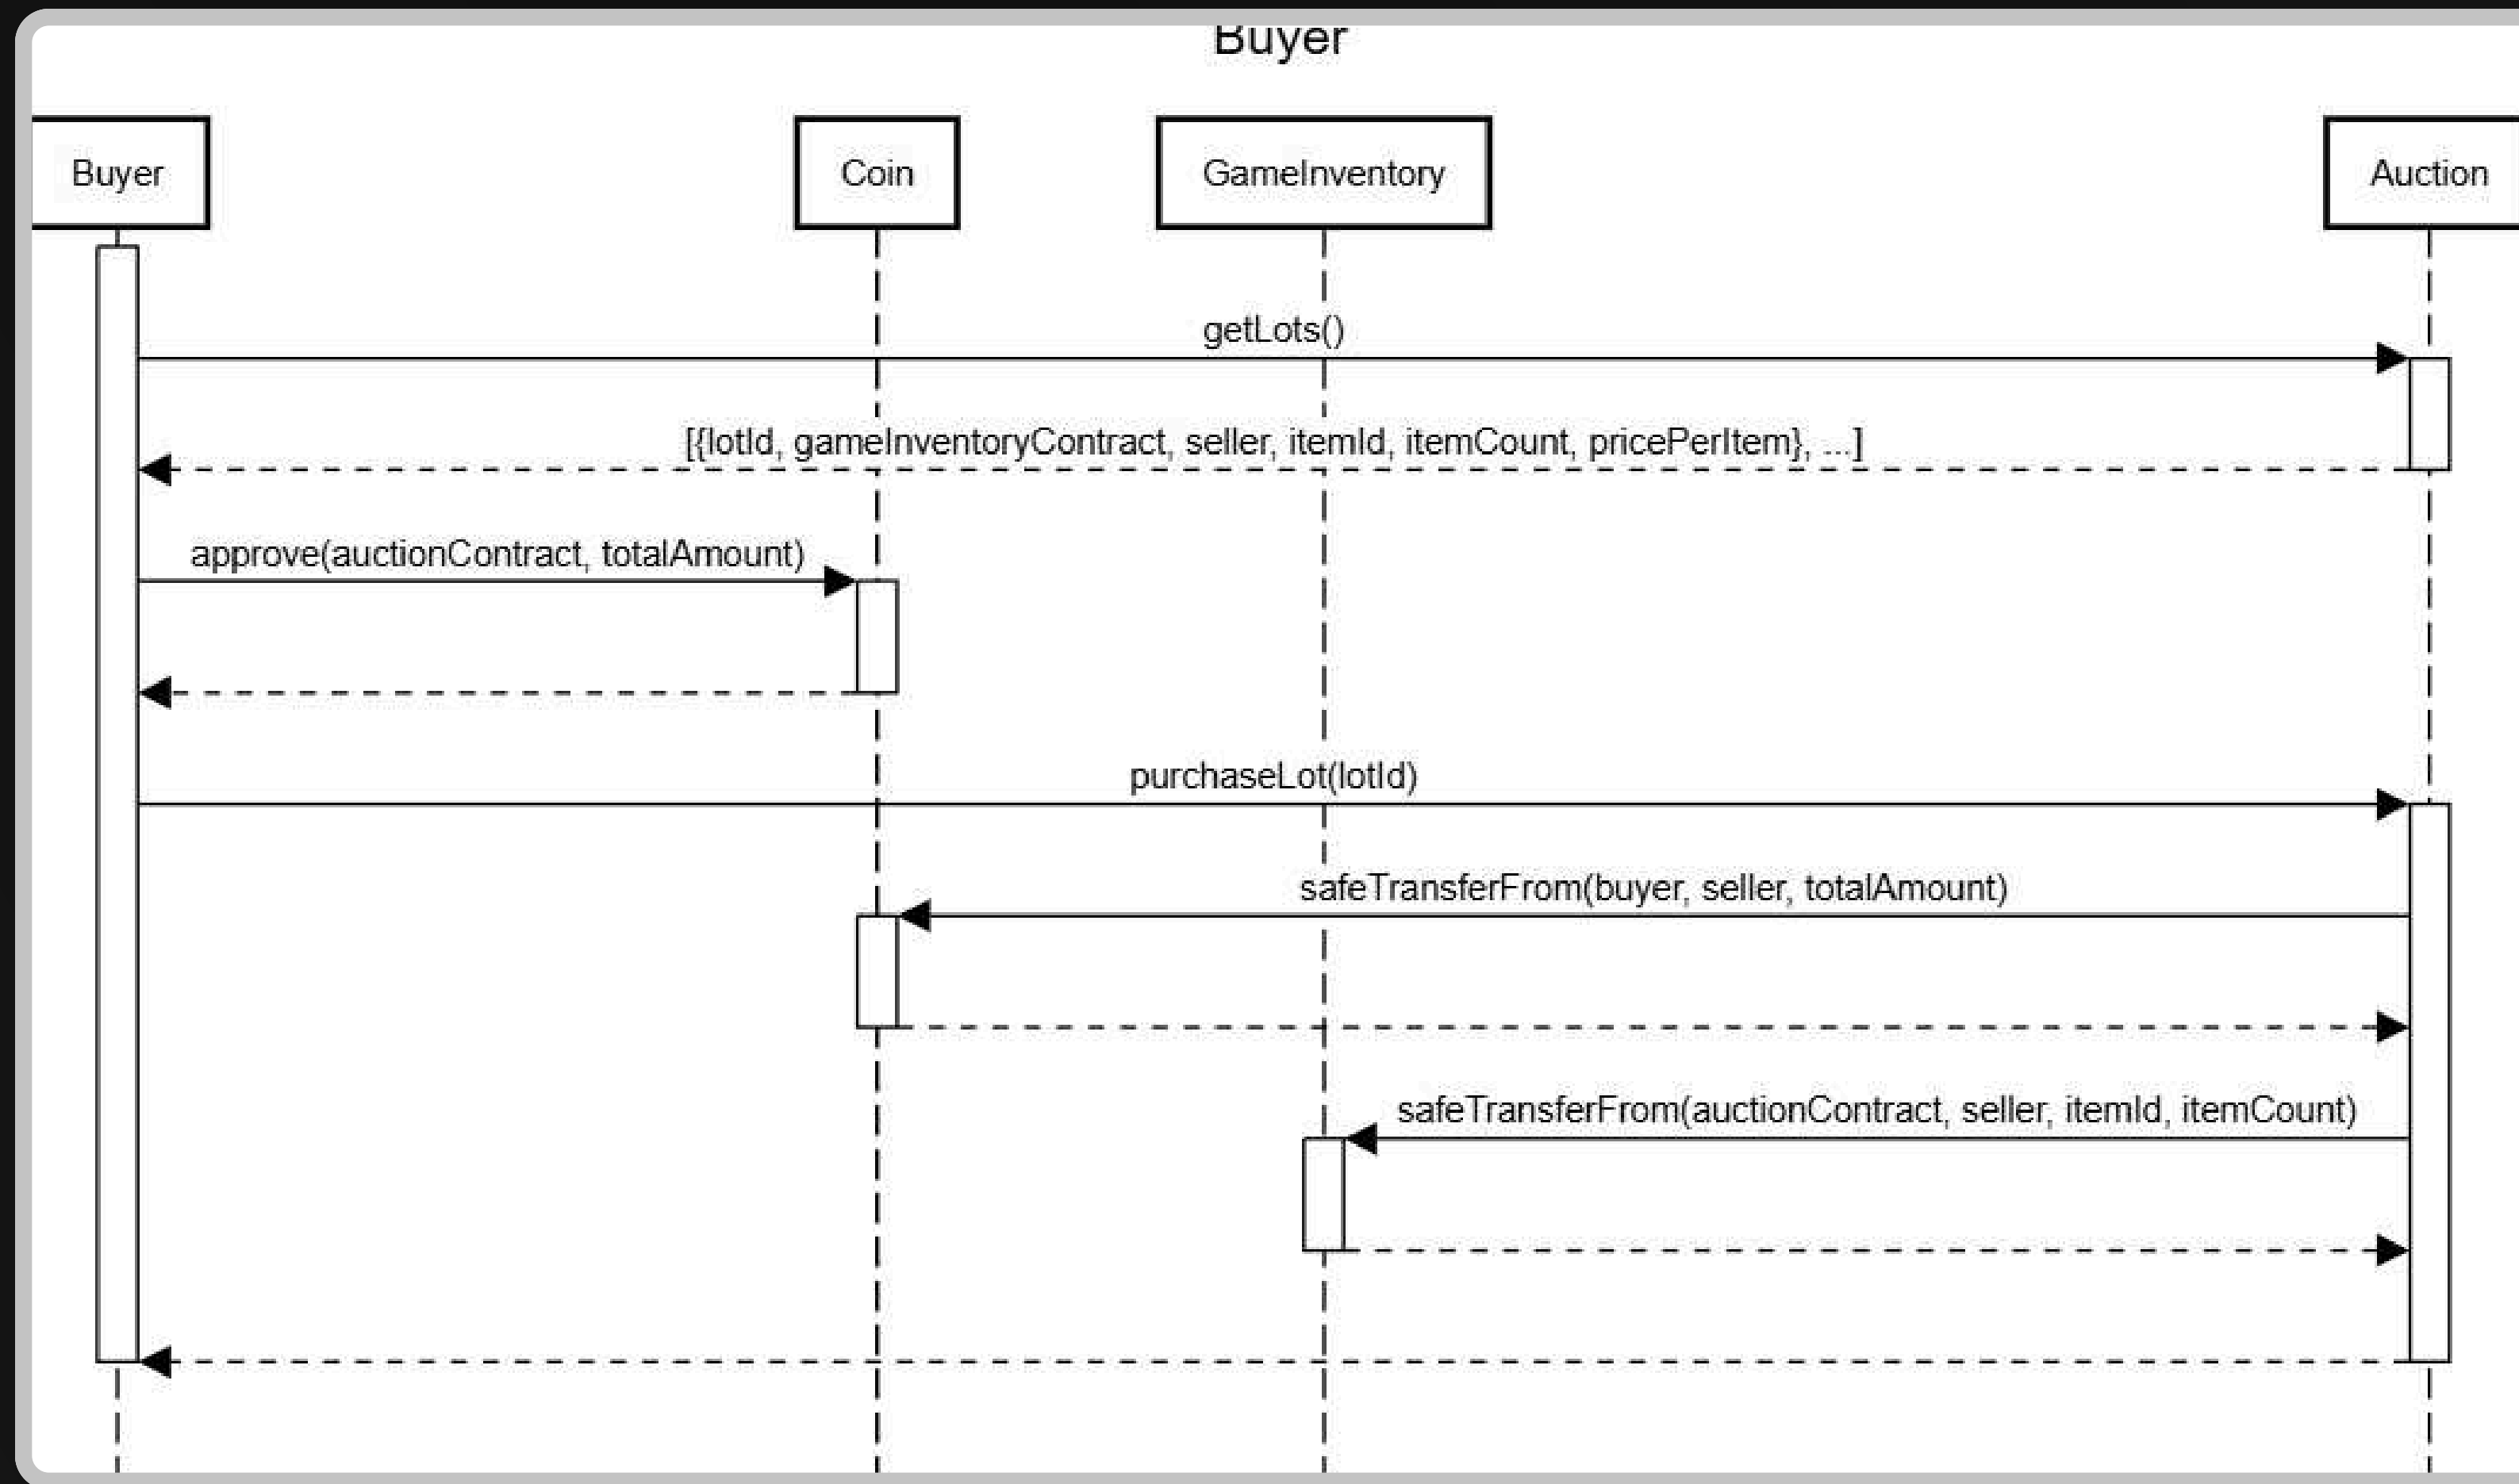 Buyer
Buyer
Coin
GameInventory
Auction
getLots()
[{lotId, gameInventoryContract, seller, itemId, itemCount, pricePerItem}, ...]
approve(auctionContract, totalAmount)
purchaseLot(lotId)
safeTransferFrom(buyer, seller, totalAmount)
safeTransferFrom(auctionContract, seller, itemId, itemCount)